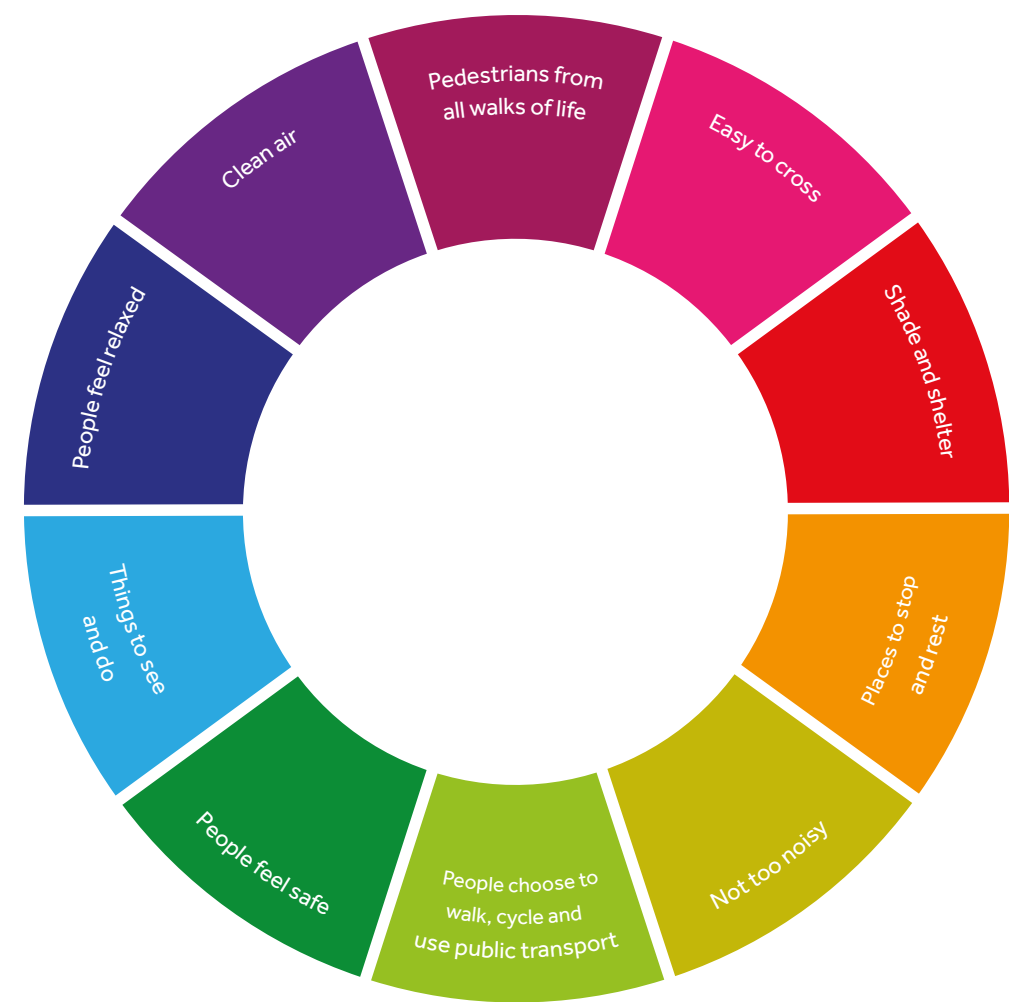 Pedestrians from
all walks of life
Easy to cross
Shade and shelter
Places to stop
and rest
Not too noisy
People choose to
walk, cycle and
use public transport
People feel safe
Things to see
and do
People feel relaxed
Clean air